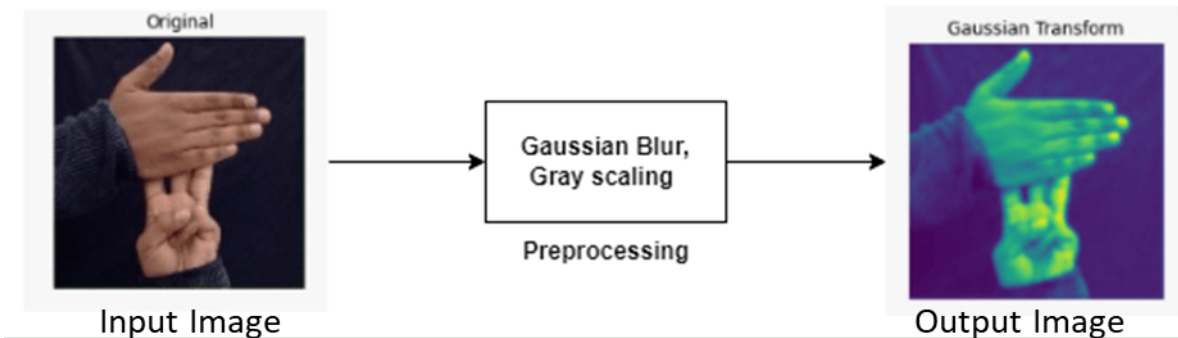 Original
Gaussian Transform
Gaussian Blur,
Gray scaling
Preprocessing
Input Image
Output Image